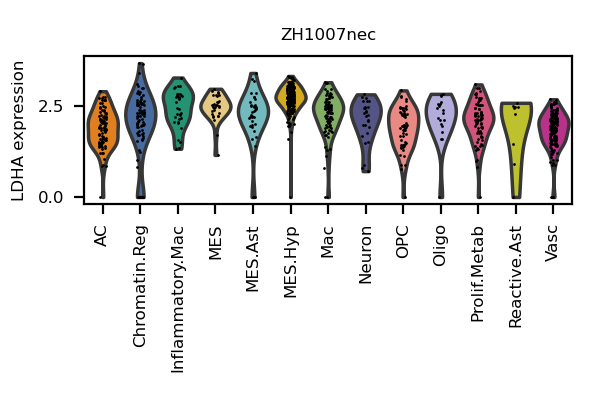 ZH1007nec
LDHA expression
2.5
0.0
AC
Chromatin.Reg
Inflammatory.Mac
MES
MES.Ast
MES.Hyp
Mac
Neuron
OPC
Oligo
Prolif.Metab
Reactive.Ast
Vasc